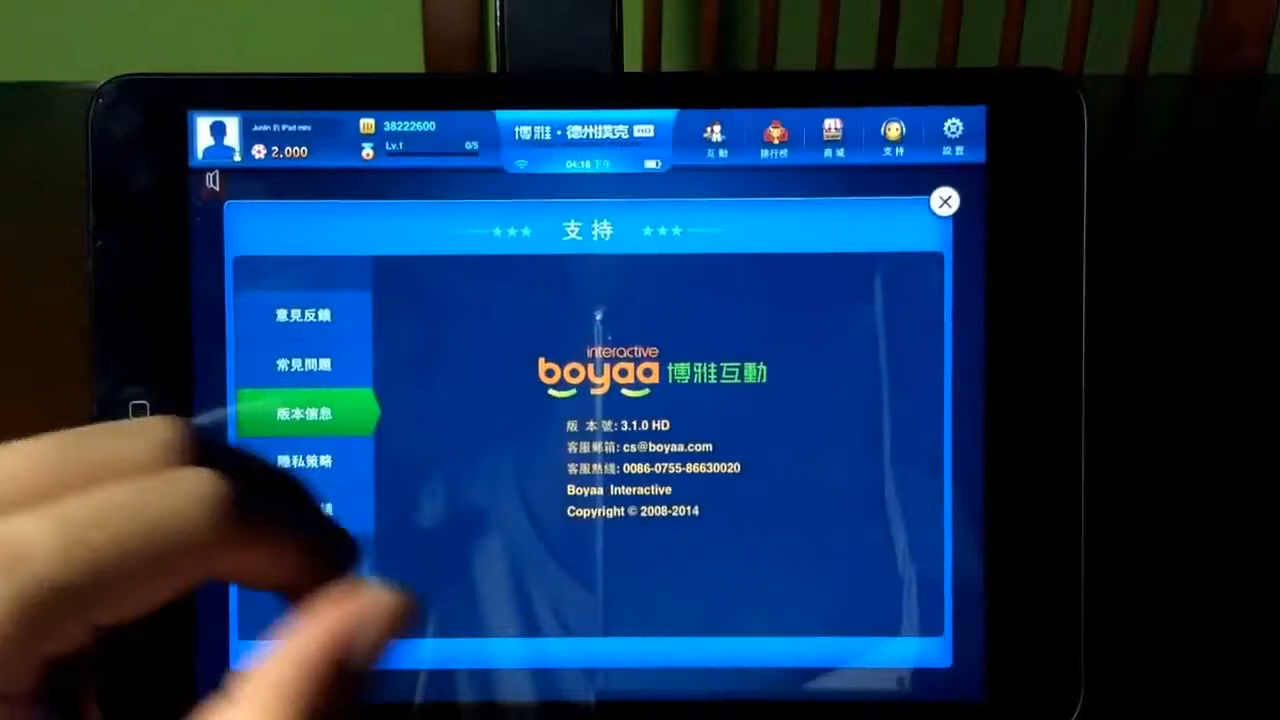 Junlin 的 iPad mini
ID 38222600
2.000
Lv.1 0/5
博雅·德州撲克 HD
04:18 下午
互動
排行榜
商城
支持
設置
★★★ 支持 ★★★
意見反饋
常見問題
版本信息
隱私策略
議
interactive
boyaa 博雅互動
版 本 號: 3.1.0 HD
客服郵箱: cs@boyaa.com
客服熱綫: 0086-0755-86630020
Boyaa Interactive
Copyright © 2008-2014